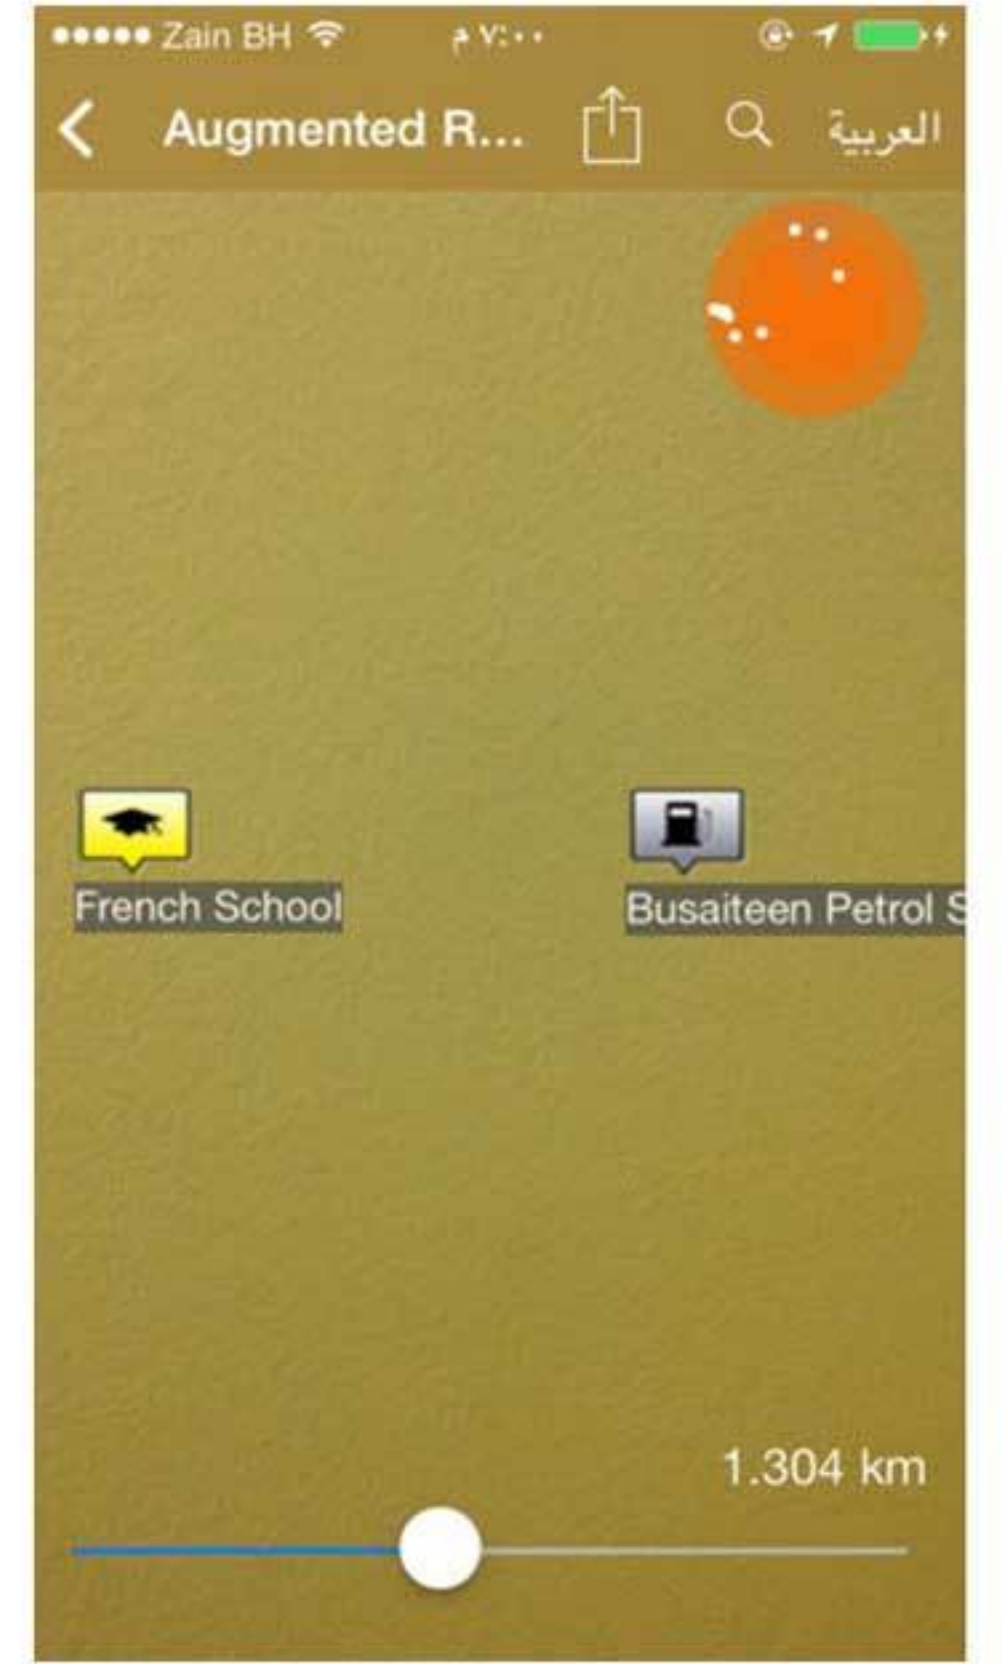 Zain BH ٧:٠٠ م
Augmented R... العربية
French School
Busaiteen Petrol S
1.304 km